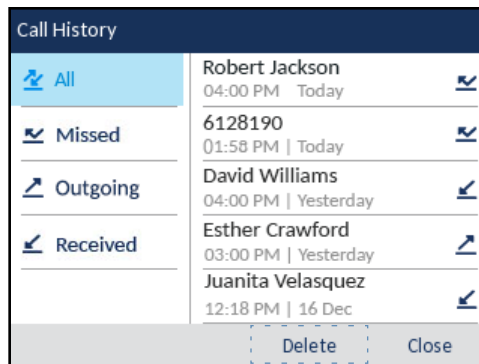 Call History
All
Missed
Outgoing
Received
Robert Jackson
04:00 PM Today
6128190
01:58 PM | Today
David Williams
04:00 PM | Yesterday
Esther Crawford
03:00 PM | Yesterday
Juanita Velasquez
12:18 PM | 16 Dec
Delete
Close